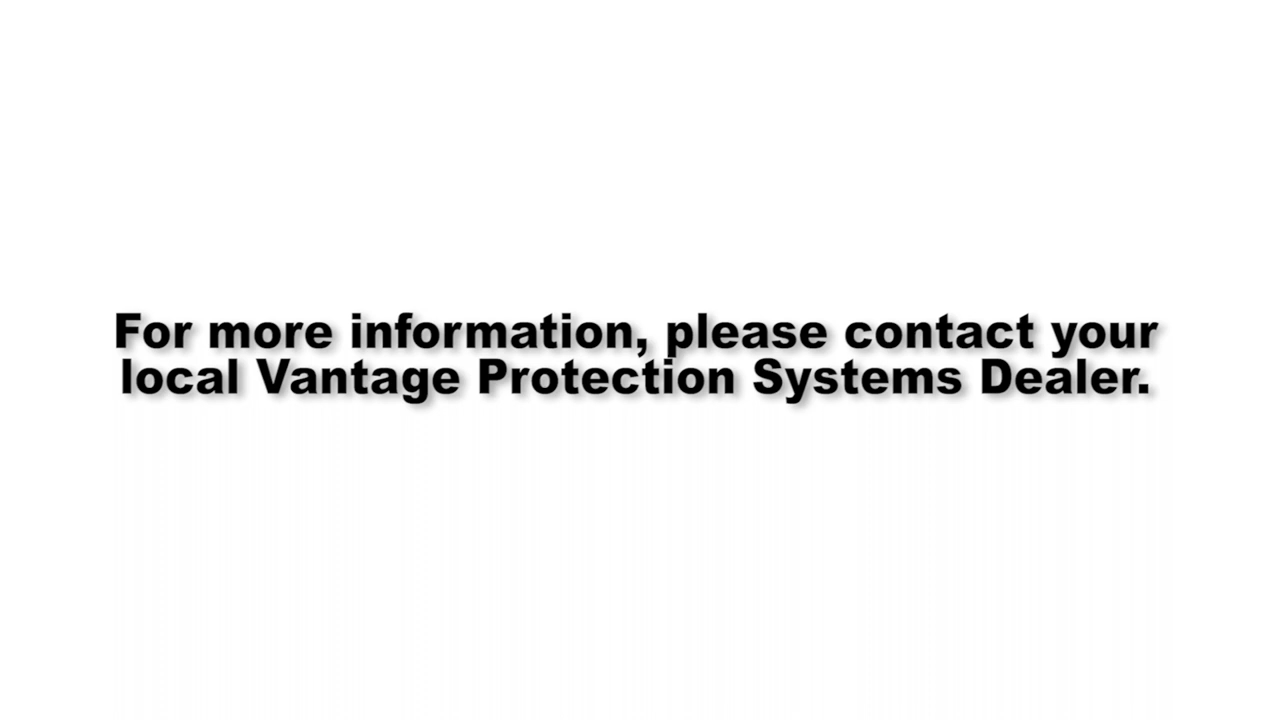 For more information, please contact your
local Vantage Protection Systems Dealer.